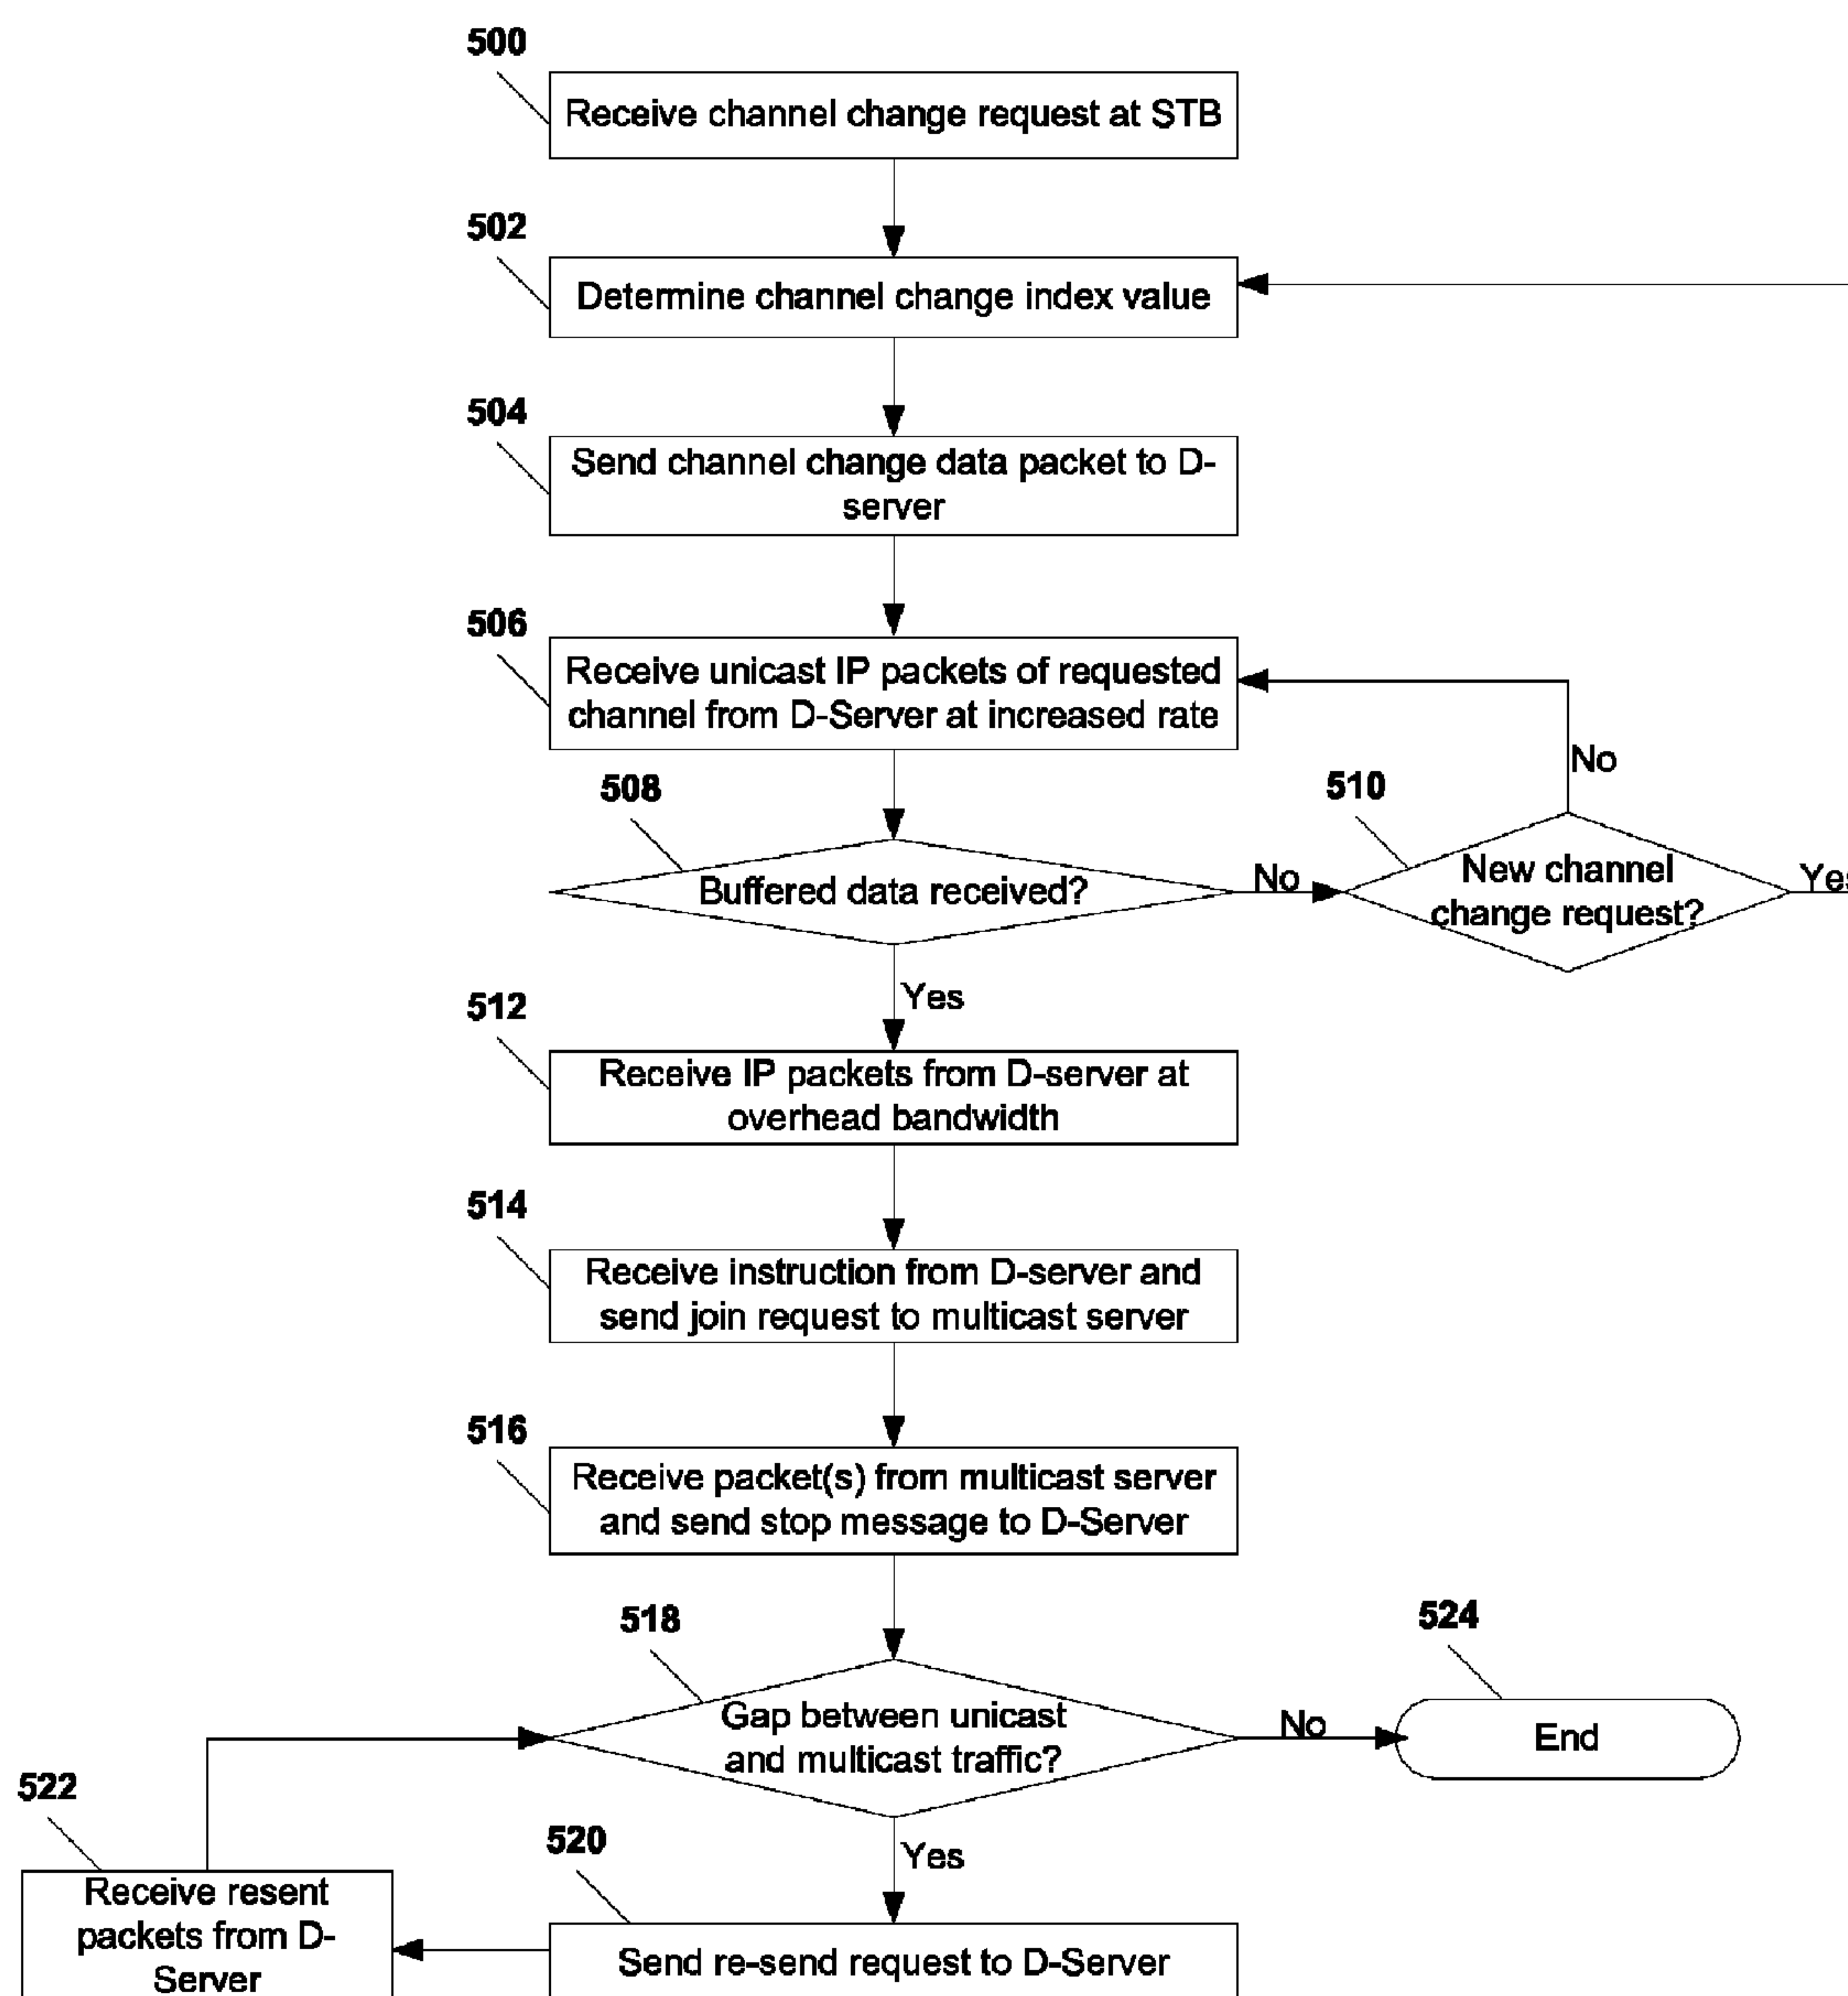 500
Receive channel change request at STB
502
Determine channel change index value
504
Send channel change data packet to D-
server
506
Receive unicast IP packets of requested
channel from D-Server at increased rate
No
508
510
Buffered data received?
No
New channel
change request?
Yes
Yes
512
Receive IP packets from D-server at
overhead bandwidth
514
Receive instruction from D-server and
send join request to multicast server
516
Receive packet(s) from multicast server
and send stop message to D-Server
518
524
Gap between unicast
and multicast traffic?
No
End
522
520
Yes
Receive resent
packets from D-
Server
Send re-send request to D-Server